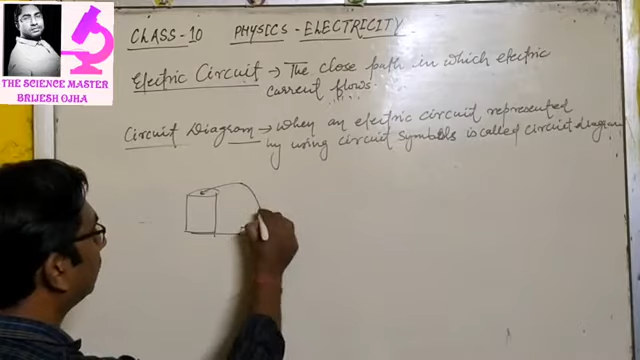 THE SCIENCE MASTER
BRIJESH OJHA
CLASS-10 PHYSICS - ELECTRICITY
Electric Circuit → The close path in which electric
current flows.
Circuit Diagram → When an electric circuit represented
by using circuit symbols is called circuit diagram